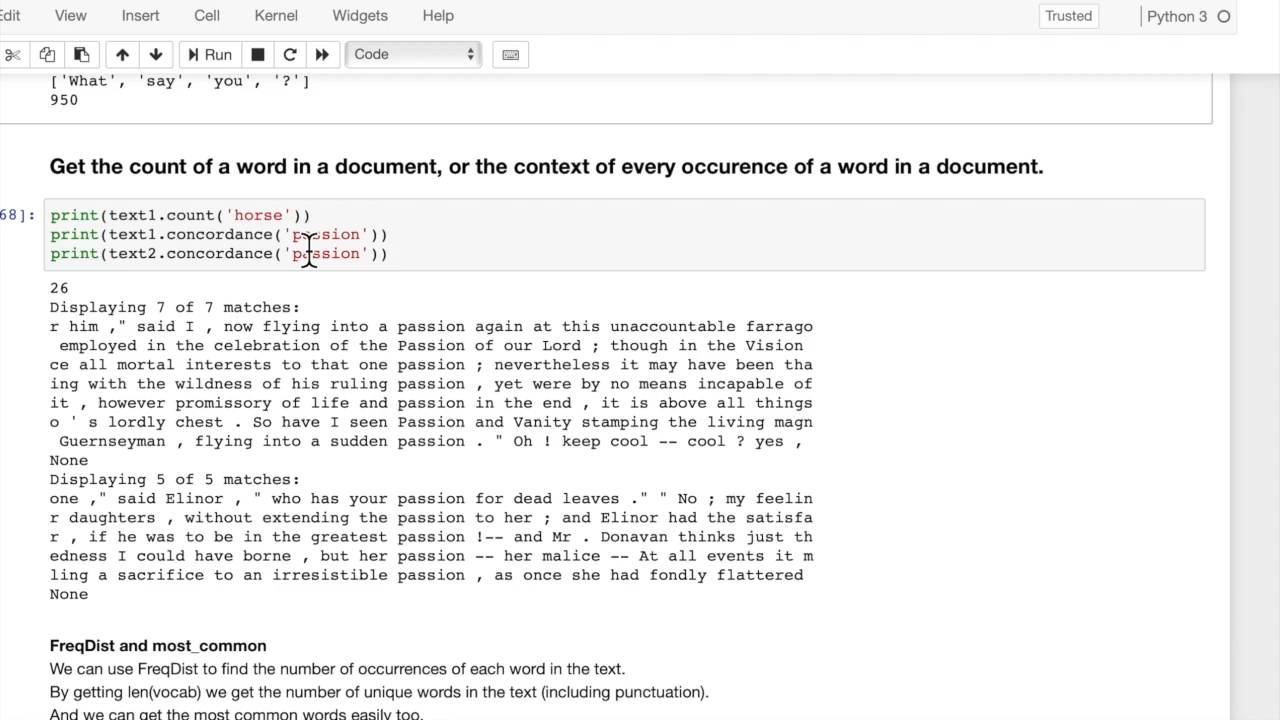 Edit View Insert Cell Kernel Widgets Help Trusted Python 3
Run Code
['What', 'say', 'you', '?']
950
Get the count of a word in a document, or the context of every occurence of a word in a document.
68]: print(text1.count('horse'))
print(text1.concordance('passion'))
print(text2.concordance('passion'))
26
Displaying 7 of 7 matches:
r him ," said I , now flying into a passion again at this unaccountable farrago
employed in the celebration of the Passion of our Lord ; though in the Vision
ce all mortal interests to that one passion ; nevertheless it may have been tha
ing with the wildness of his ruling passion , yet were by no means incapable of
it , however promissory of life and passion in the end , it is above all things
o ' s lordly chest . So have I seen Passion and Vanity stamping the living magn
Guernseyman , flying into a sudden passion . " Oh ! keep cool -- cool ? yes ,
None
Displaying 5 of 5 matches:
one ," said Elinor , " who has your passion for dead leaves ." " No ; my feelin
r daughters , without extending the passion to her ; and Elinor had the satisfa
r , if he was to be in the greatest passion !-- and Mr . Donavan thinks just th
edness I could have borne , but her passion -- her malice -- At all events it m
ling a sacrifice to an irresistible passion , as once she had fondly flattered
None
FreqDist and most_common
We can use FreqDist to find the number of occurrences of each word in the text.
By getting len(vocab) we get the number of unique words in the text (including punctuation).
And we can get the most common words easily too.